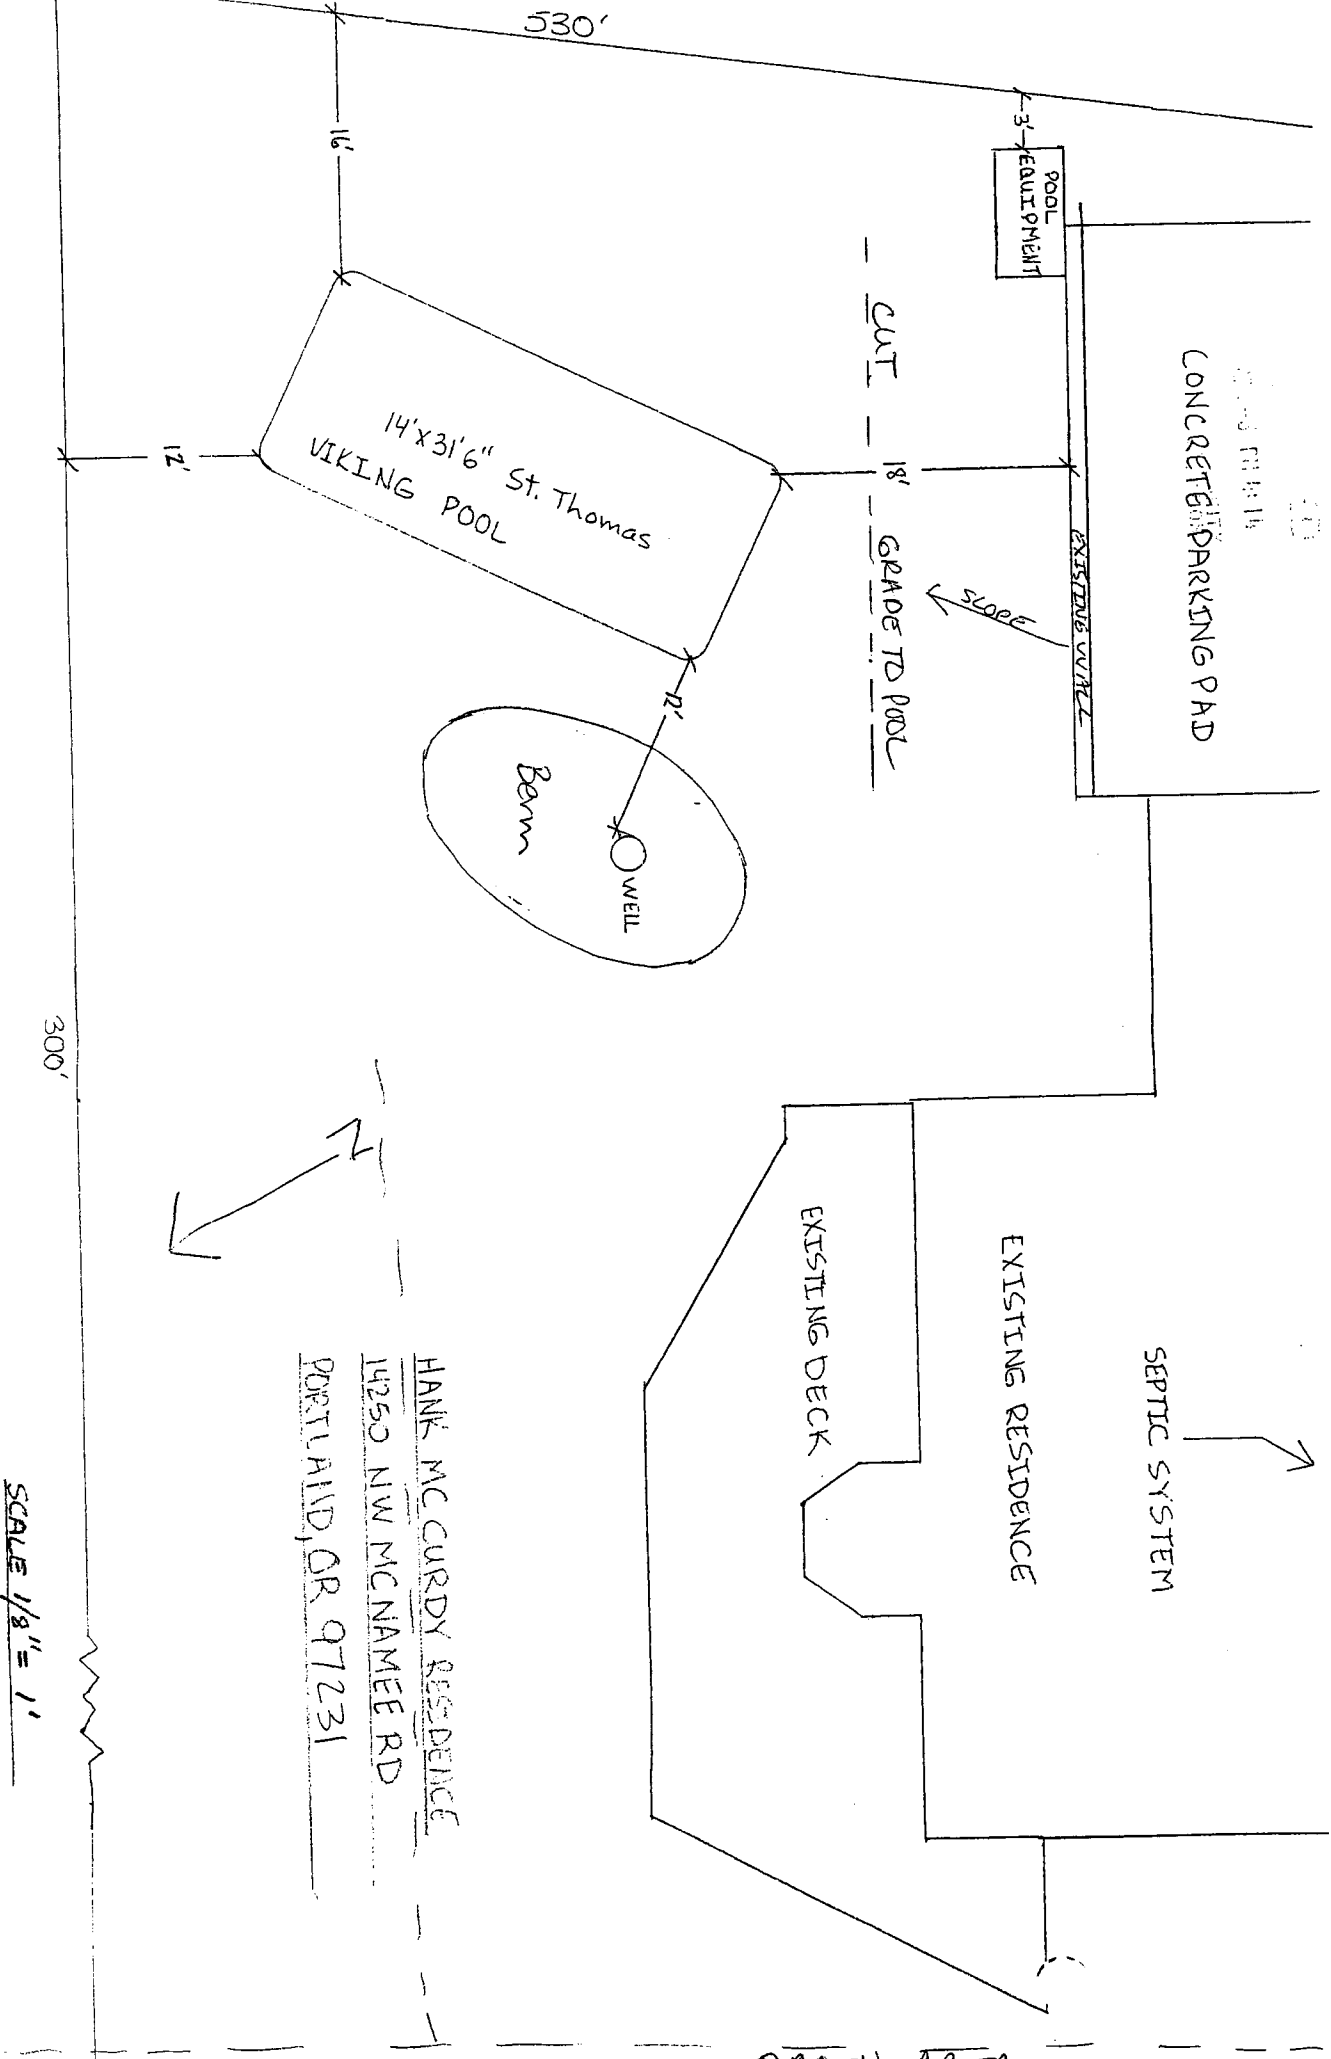 530'
16'
3'
POOL
EQUIPMENT
CONCRETE PARKING PAD
CUT
GRADE TO POOL
18'
EXISTING WALL
SLOPE
12'
14'x31'6" St. Thomas
VIKING POOL
12'
Berm
WELL
300'
N
EXISTING DECK
EXISTING RESIDENCE
SEPTIC SYSTEM
HANK MCCURDY RESIDENCE
14250 NW MCNAMEE RD
PORTLAND, OR 97231
SCALE 1/8" = 1'